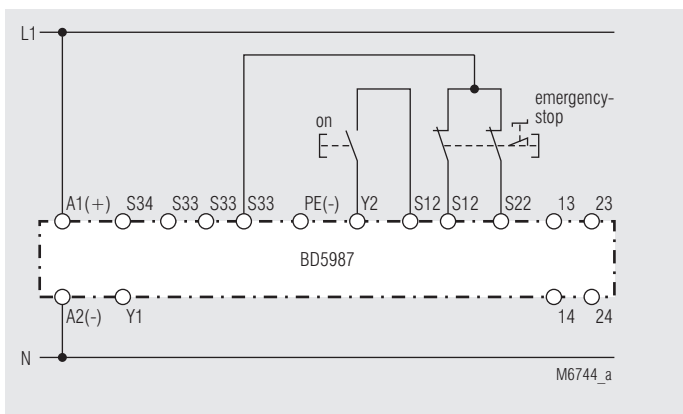 L1
emergency-
stop
on
A1(+) S34 S33 S33 S33 PE(-) Y2 S12 S12 S22 13 23
BD5987
A2(-) Y1 14 24
N
M6744_a